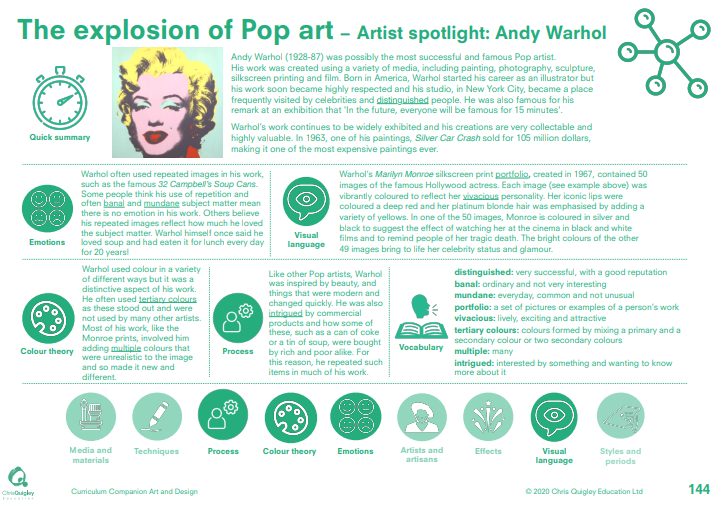 The explosion of Pop art – Artist spotlight: Andy Warhol
Quick summary
Andy Warhol (1928-87) was possibly the most successful and famous Pop artist.
His work was created using a variety of media, including painting, photography, sculpture,
silkscreen printing and film. Born in America, Warhol started his career as an illustrator but
his work soon became highly respected and his studio, in New York City, became a place
frequently visited by celebrities and distinguished people. He was also famous for his
remark at an exhibition that 'In the future, everyone will be famous for 15 minutes'.
Warhol's work continues to be widely exhibited and his creations are very collectable and
highly valuable. In 1963, one of his paintings, Silver Car Crash sold for 105 million dollars,
making it one of the most expensive paintings ever.
Emotions
Warhol often used repeated images in his work,
such as the famous 32 Campbell's Soup Cans.
Some people think his use of repetition and
often banal and mundane subject matter mean
there is no emotion in his work. Others believe
his repeated images reflect how much he loved
the subject matter. Warhol himself once said he
loved soup and had eaten it for lunch every day
for 20 years!
Visual
language
Warhol's Marilyn Monroe silkscreen print portfolio, created in 1967, contained 50
images of the famous Hollywood actress. Each image (see example above) was
vibrantly coloured to reflect her vivacious personality. Her iconic lips were
coloured a deep red and her platinum blonde hair was emphasised by adding a
variety of yellows. In one of the 50 images, Monroe is coloured in silver and
black to suggest the effect of watching her at the cinema in black and white
films and to remind people of her tragic death. The bright colours of the other
49 images bring to life her celebrity status and glamour.
Colour theory
Warhol used colour in a variety
of different ways but it was a
distinctive aspect of his work.
He often used tertiary colours
as these stood out and were
not used by many other artists.
Most of his work, like the
Monroe prints, involved him
adding multiple colours that
were unrealistic to the image
and so made it new and
different.
Process
Like other Pop artists, Warhol
was inspired by beauty, and
things that were modern and
changed quickly. He was also
intrigued by commercial
products and how some of
these, such as a can of coke
or a tin of soup, were bought
by rich and poor alike. For
this reason, he repeated such
items in much of his work.
Vocabulary
distinguished: very successful, with a good reputation
banal: ordinary and not very interesting
mundane: everyday, common and not unusual
portfolio: a set of pictures or examples of a person's work
vivacious: lively, exciting and attractive
tertiary colours: colours formed by mixing a primary and a
secondary colour or two secondary colours
multiple: many
intrigued: interested by something and wanting to know
more about it
Media and
materials
Techniques
Process
Colour theory
Emotions
Artists and
artisans
Effects
Visual
language
Styles and
periods
ChrisQuigley
Education
Curriculum Companion Art and Design
© 2020 Chris Quigley Education Ltd
144